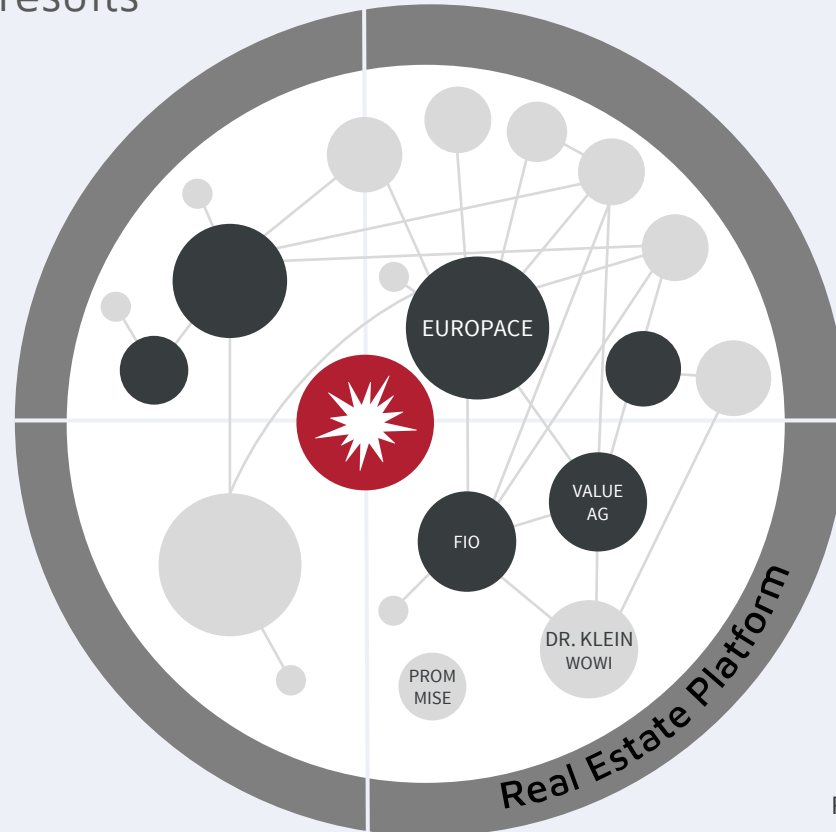 results
EUROPACE
VALUE
AG
FIO
DR. KLEIN
WOWI
PROM
MISE
Real Estate Platform